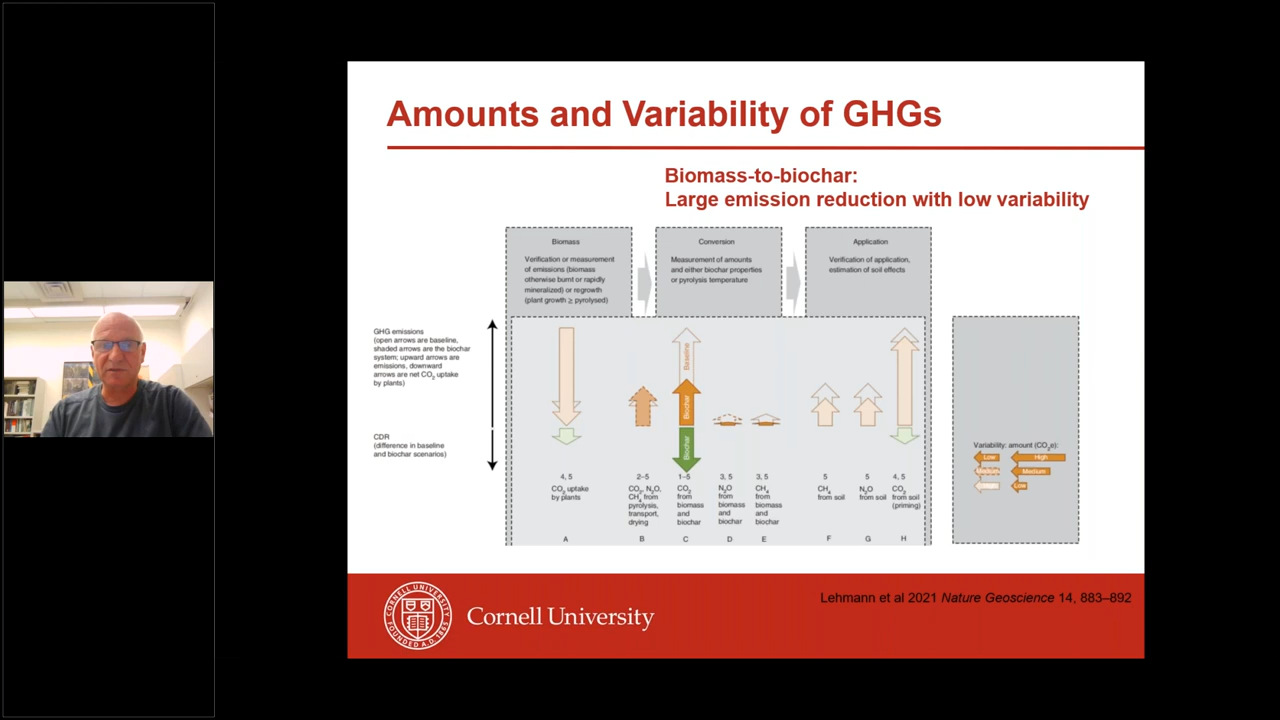 Amounts and Variability of GHGs
Biomass-to-biochar:
Large emission reduction with low variability
Biomass
Verification or measurement
of emissions (biomass
otherwise burnt or rapidly
mineralized) or regrowth
(plant growth ≥ pyrolysed)
Conversion
Measurement of amounts
and either biochar properties
or pyrolysis temperature
Application
Verification of application,
estimation of soil effects
GHG emissions
(open arrows are baseline,
shaded arrows are the biochar
system; upward arrows are
emissions, downward
arrows are net CO₂ uptake
by plants)
CDR
(difference in baseline
and biochar scenarios)
Baseline
Biochar
Biochar
4, 5
CO₂ uptake
by plants
A
2–5
CO₂, N₂O,
CH₄ from
pyrolysis,
transport,
drying
B
1–5
CO₂
from
biomass
and
biochar
C
3, 5
N₂O
from
biomass
and
biochar
D
3, 5
CH₄
from
biomass
and
biochar
E
5
CH₄
from soil
F
5
N₂O
from soil
G
4, 5
CO₂
from soil
(priming)
H
Variability: amount (CO₂e):
Low
High
Medium
Medium
Low
Cornell University
Lehmann et al 2021 Nature Geoscience 14, 883–892
CORNELL UNIVERSITY
FOUNDED A.D. 1865